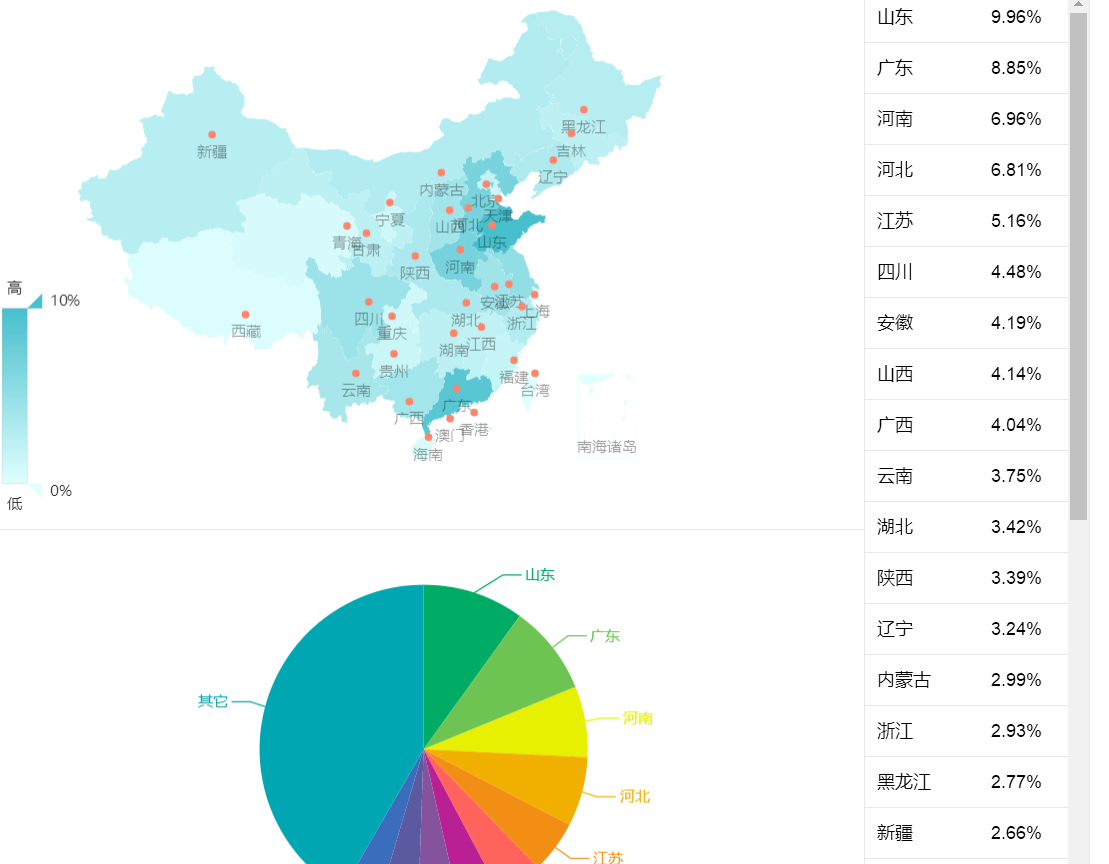 黑龙江
吉林
辽宁
新疆
内蒙古
北京
天津
宁夏
山西
河北
山东
青海
甘肃
陕西
河南
西藏
四川
重庆
安徽
江苏
上海
湖北
浙江
湖南
江西
贵州
云南
福建
台湾
广西
广东
澳门
香港
海南
南海诸岛
高
10%
0%
低
山东
广东
河南
河北
江苏
其它
山东 9.96%
广东 8.85%
河南 6.96%
河北 6.81%
江苏 5.16%
四川 4.48%
安徽 4.19%
山西 4.14%
广西 4.04%
云南 3.75%
湖北 3.42%
陕西 3.39%
辽宁 3.24%
内蒙古 2.99%
浙江 2.93%
黑龙江 2.77%
新疆 2.66%